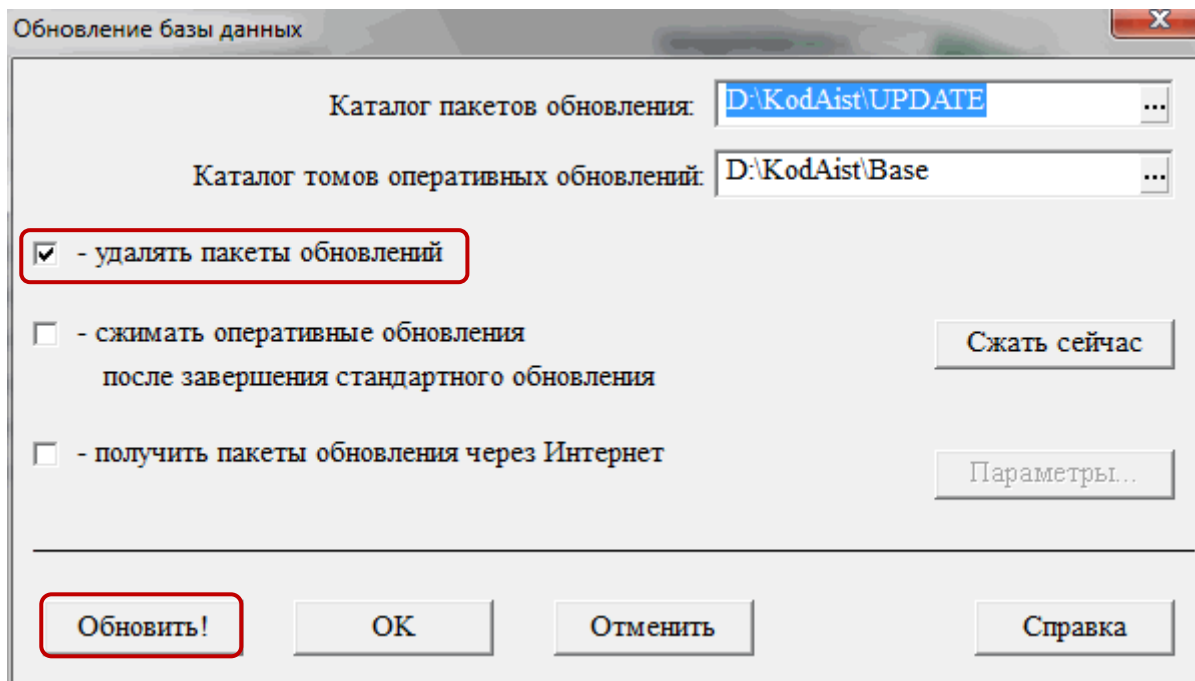 Обновление базы данных
Каталог пакетов обновления: D:\KodAist\UPDATE ...
Каталог томов оперативных обновлений: D:\KodAist\Base ...
- удалять пакеты обновлений
- сжимать оперативные обновления
после завершения стандартного обновления
Сжать сейчас
- получить пакеты обновления через Интернет
Параметры...
Обновить! OK Отменить Справка